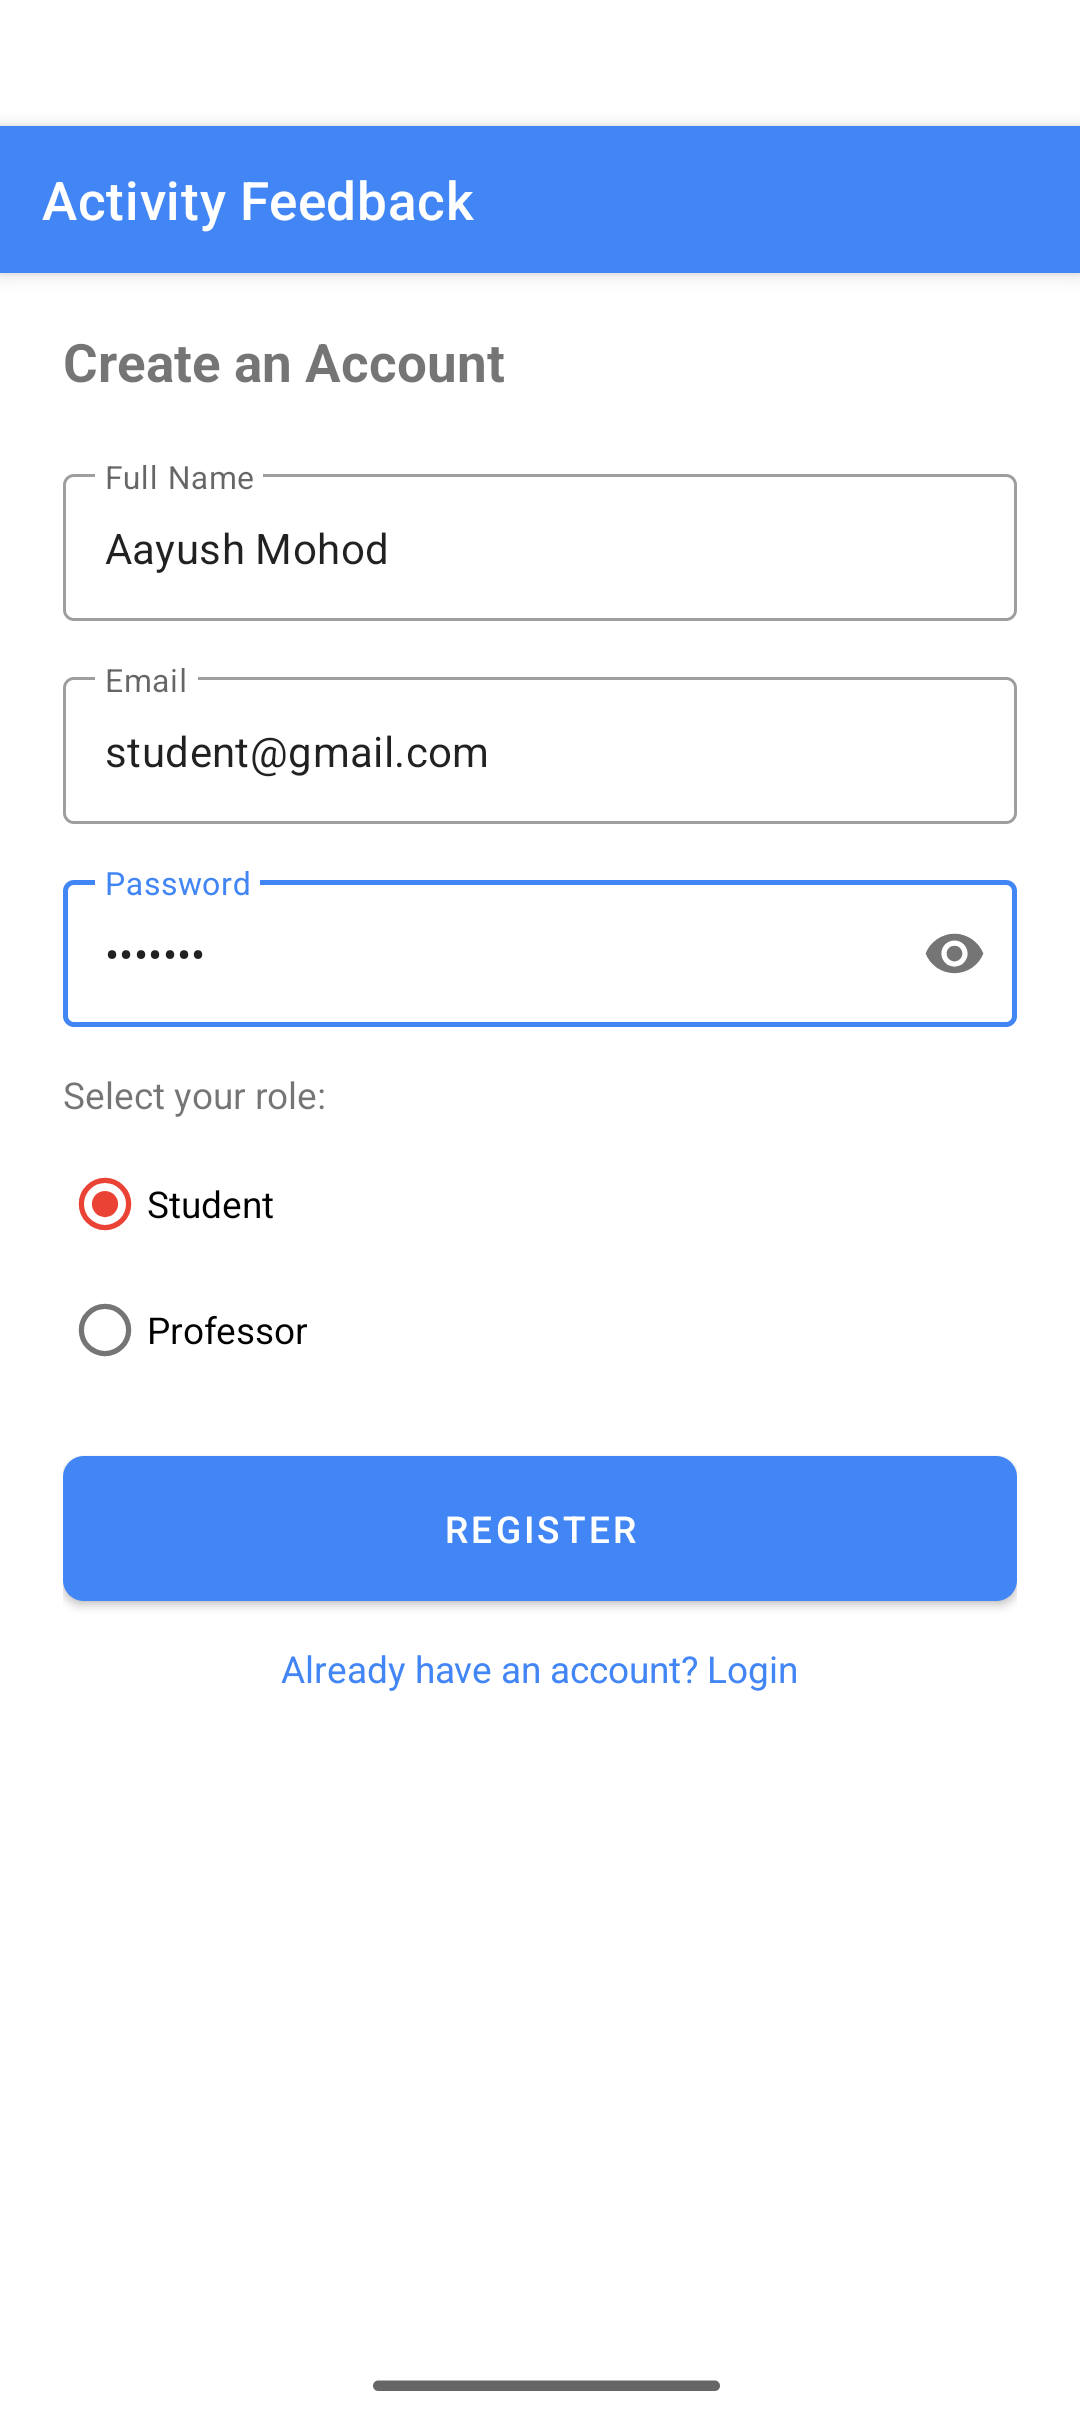 Activity Feedback
Create an Account
Full Name
Aayush Mohod
Email
student@gmail.com
Password
•••••••
Select your role:
Student
Professor
REGISTER
Already have an account? Login